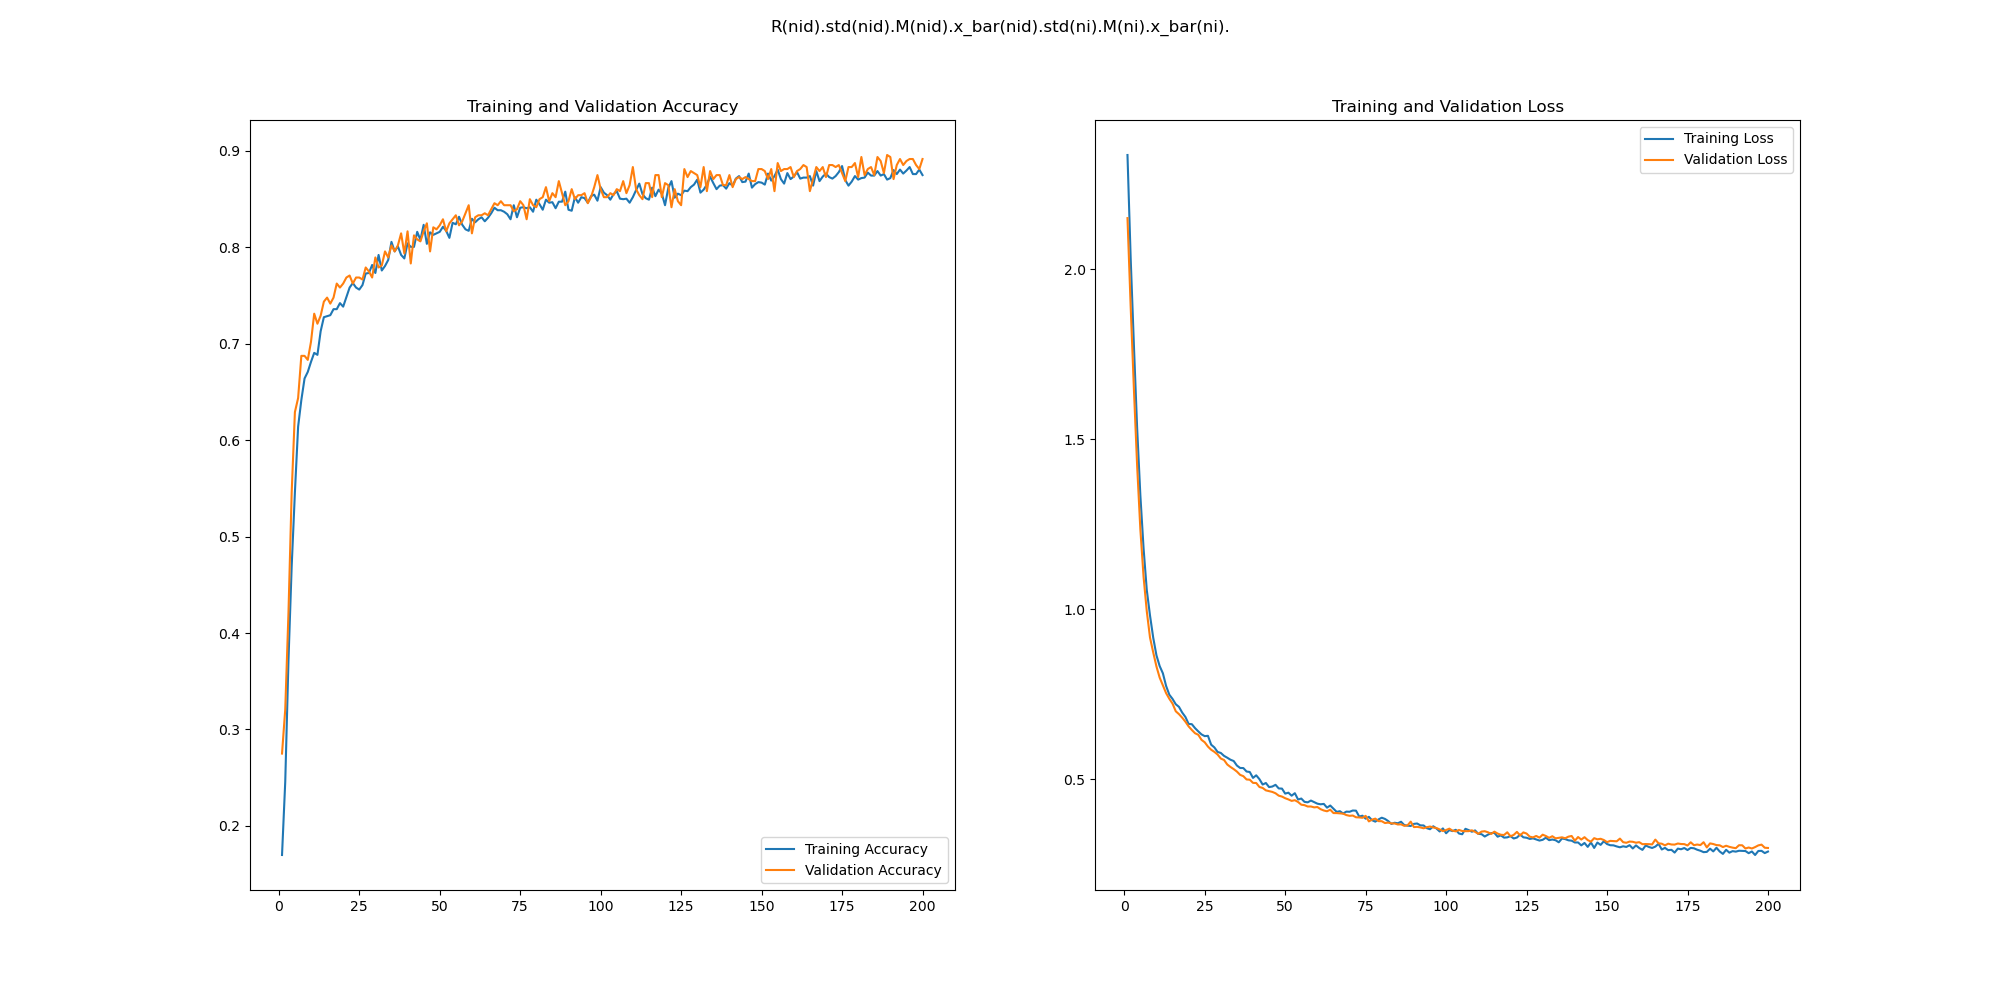 R(nid).std(nid).M(nid).x_bar(nid).std(ni).M(ni).x_bar(ni).
Training and Validation Accuracy
0.9
0.8
0.7
0.6
0.5
0.4
0.3
0.2
Training Accuracy
Validation Accuracy
0 25 50 75 100 125 150 175 200
Training and Validation Loss
Training Loss
Validation Loss
2.0
1.5
1.0
0.5
0 25 50 75 100 125 150 175 200